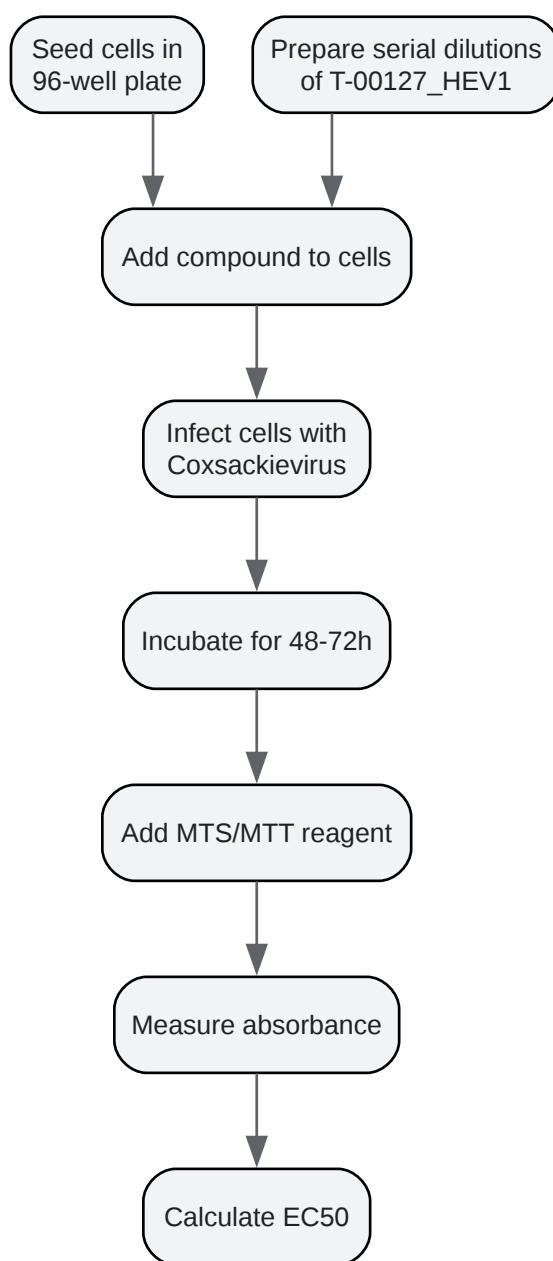 Seed cells in
96-well plate
Prepare serial dilutions
of T-00127_HEV1
Add compound to cells
Infect cells with
Coxsackievirus
Incubate for 48-72h
Add MTS/MTT reagent
Measure absorbance
Calculate EC50